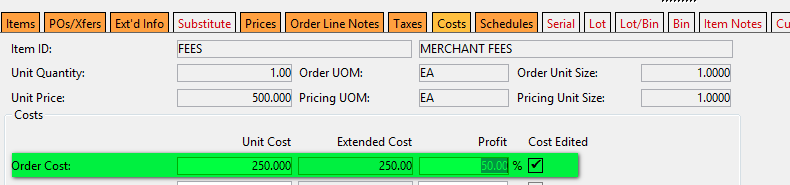 Items POs/Xfers Ext'd Info Substitute Prices Order Line Notes Taxes Costs Schedules Serial Lot Lot/Bin Bin Item Notes Cu
Item ID: FEES MERCHANT FEES
Unit Quantity: 1.00 Order UOM: EA Order Unit Size: 1.0000
Unit Price: 500.000 Pricing UOM: EA Pricing Unit Size: 1.0000
Costs
Unit Cost Extended Cost Profit Cost Edited
Order Cost: 250.000 250.00 50.00 %